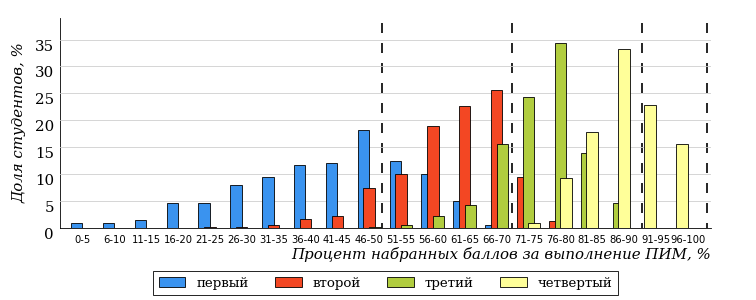 Доля студентов, %
35
30
25
20
15
10
5
0
0-5 6-10 11-15 16-20 21-25 26-30 31-35 36-40 41-45 46-50 51-55 56-60 61-65 66-70 71-75 76-80 81-85 86-90 91-95 96-100
Процент набранных баллов за выполнение ПИМ, %
первый второй третий четвертый